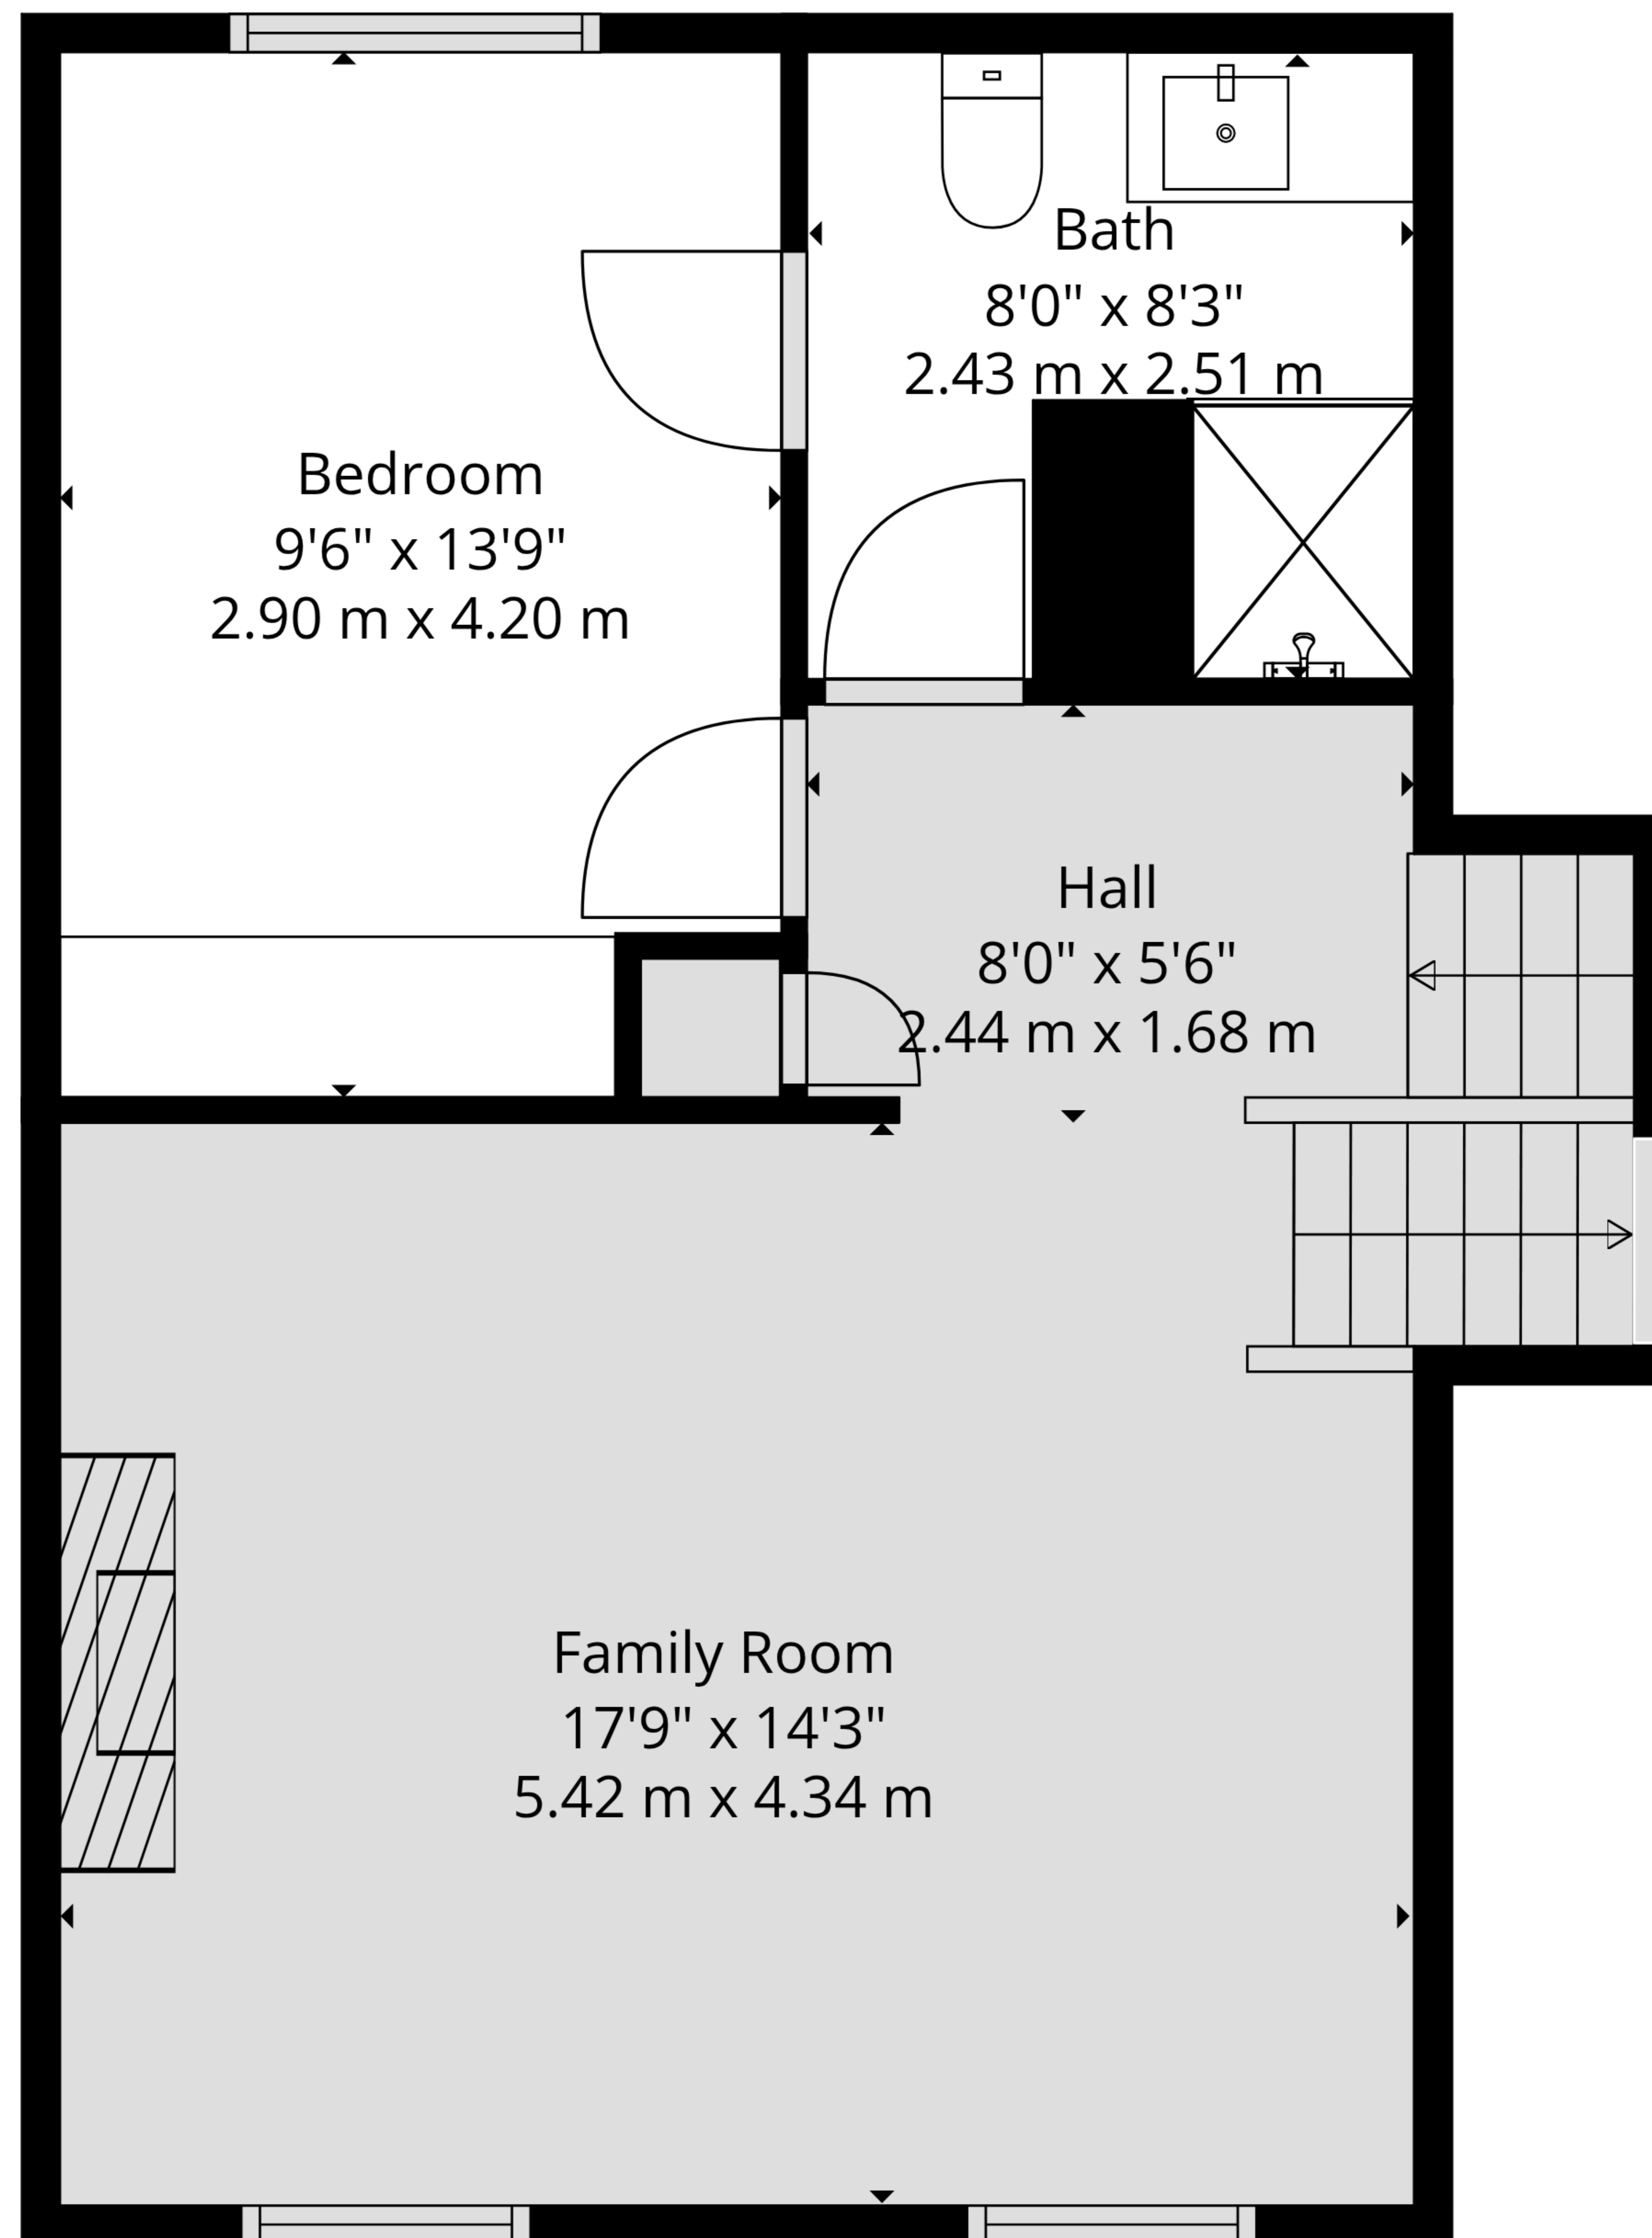 Bath
8'0" x 8'3"
2.43 m x 2.51 m
Bedroom
9'6" x 13'9"
2.90 m x 4.20 m
Hall
8'0" x 5'6"
2.44 m x 1.68 m
Family Room
17'9" x 14'3"
5.42 m x 4.34 m